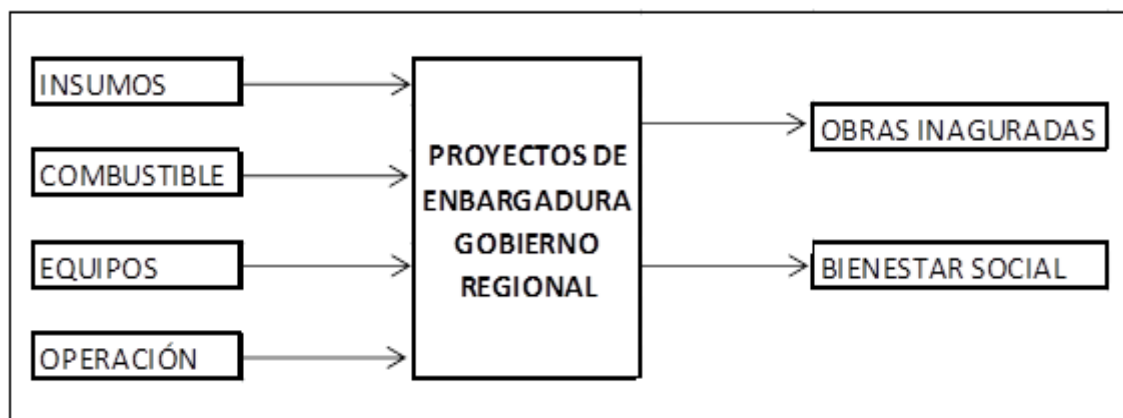 INSUMOS
COMBUSTIBLE
EQUIPOS
OPERACIÓN
PROYECTOS DE
ENBARGADURA
GOBIERNO
REGIONAL
OBRAS INAGURADAS
BIENESTAR SOCIAL